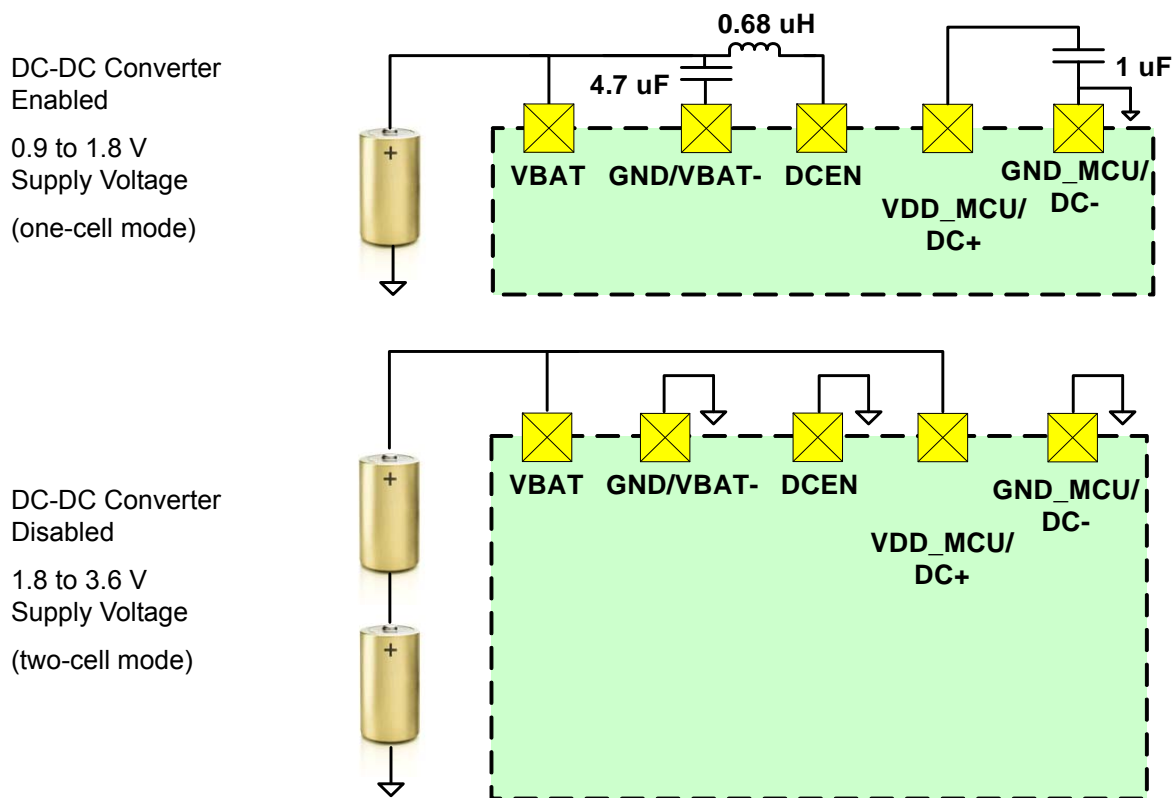 0.68 uH
DC-DC Converter
Enabled
4.7 uF
1 uF
0.9 to 1.8 V
Supply Voltage
(one-cell mode)
+
VBAT
GND/VBAT-
DCEN
VDD_MCU/
DC+
GND_MCU/
DC-
DC-DC Converter
Disabled
1.8 to 3.6 V
Supply Voltage
(two-cell mode)
+
+
VBAT
GND/VBAT-
DCEN
VDD_MCU/
DC+
GND_MCU/
DC-